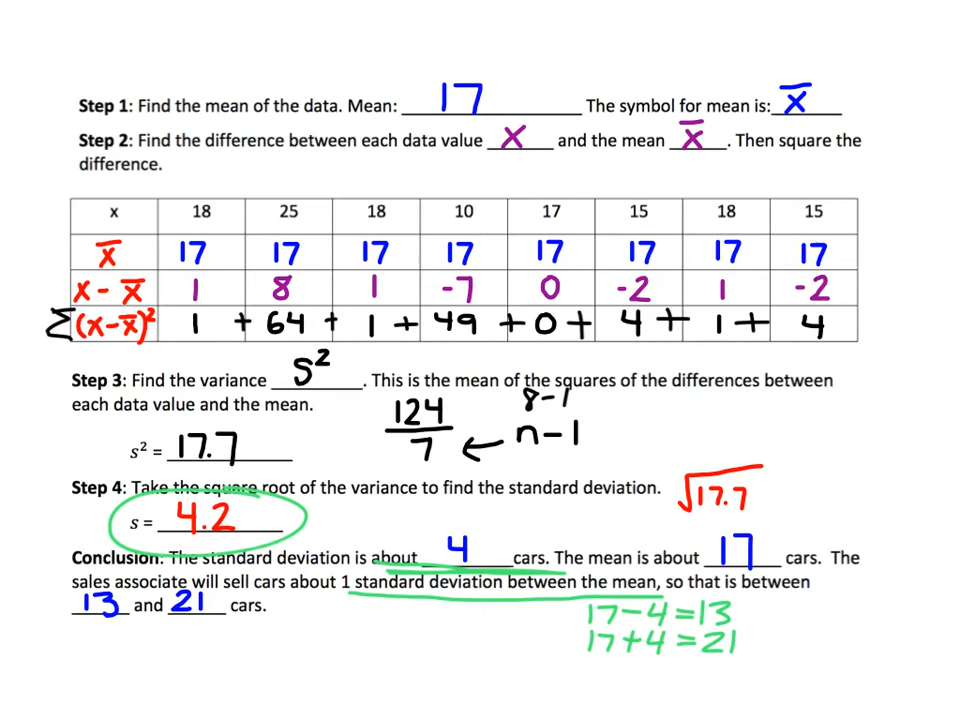 Step 1: Find the mean of the data. Mean: 17 The symbol for mean is: x̄
Step 2: Find the difference between each data value x and the mean x̄. Then square the
difference.
x 18 25 18 10 17 15 18 15
x̄ 17 17 17 17 17 17 17 17
x - x̄ 1 8 1 -7 0 -2 1 -2
Σ(x-x̄)² 1 + 64 + 1 + 49 + 0 + 4 + 1 + 4
Step 3: Find the variance S². This is the mean of the squares of the differences between
each data value and the mean.
124/7 ← n-1
8-1
s² = 17.7
Step 4: Take the square root of the variance to find the standard deviation. √17.7
s = 4.2
Conclusion: The standard deviation is about 4 cars. The mean is about 17 cars. The
sales associate will sell cars about 1 standard deviation between the mean, so that is between
13 and 21 cars.
17-4=13
17+4=21